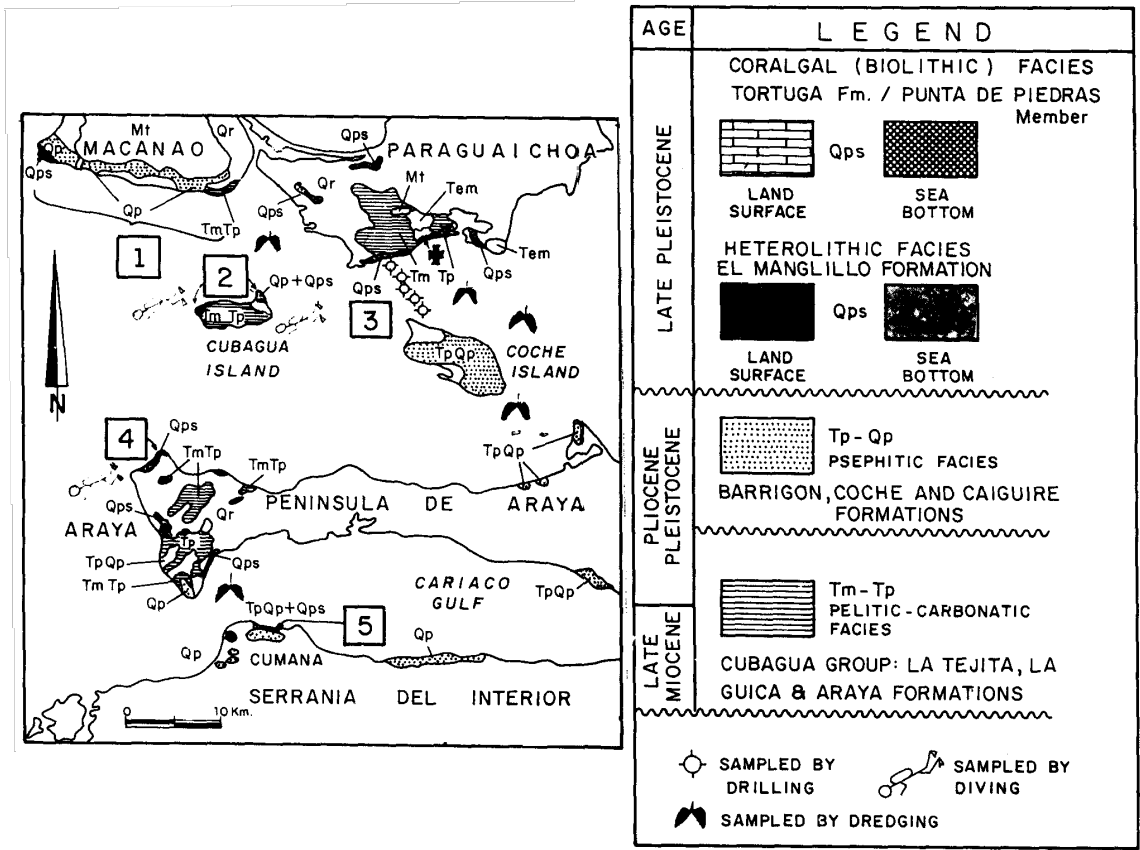 Mt
Qr
MACANAO
Qp
Qps
Qps
PARAGUAICHOA
Qp
TmTp
Qps
Qr
Mt
Tem
Tem
Qps
Tm Tp
Qps
1
2
Qp+Qps
Tm Tp
3
CUBAGUA
ISLAND
TpQp
COCHE
ISLAND
N
4
Qps
TmTp
TmTp
TpQp
PENINSULA DE ARAYA
Qps
Qr
ARAYA
Tp
TpQp
Qps
Tm Tp
Qp
CARIACO
GULF
TpQp
TpQp+Qps
5
Qp
Qp
CUMANA
SERRANIA DEL INTERIOR
0 10 Km.
AGE
LEGEND
LATE PLEISTOCENE
CORALGAL (BIOLITHIC) FACIES
TORTUGA Fm. / PUNTA DE PIEDRAS
Member
Qps
LAND
SURFACE
SEA
BOTTOM
HETEROLITHIC FACIES
EL MANGLILLO FORMATION
Qps
LAND
SURFACE
SEA
BOTTOM
PLIOCENE
PLEISTOCENE
Tp-Qp
PSEPHITIC FACIES
BARRIGON, COCHE AND CAIGUIRE
FORMATIONS
LATE
MIOCENE
Tm-Tp
PELITIC-CARBONATIC
FACIES
CUBAGUA GROUP: LA TEJITA, LA
GUICA & ARAYA FORMATIONS
SAMPLED BY
DRILLING
SAMPLED BY
DIVING
SAMPLED BY DREDGING